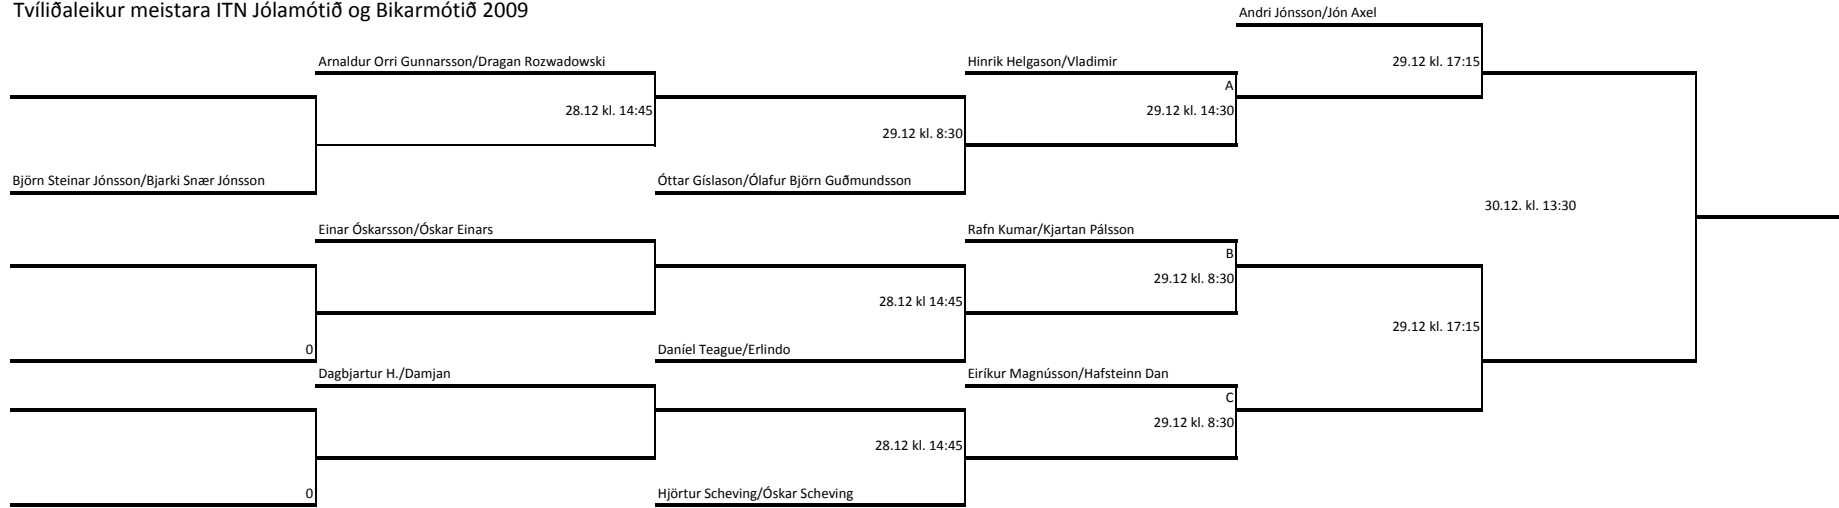 Tvíliðaleikur meistara ITN Jólamótið og Bikarmótið 2009
Andri Jónsson/Jón Axel
Arnaldur Orri Gunnarsson/Dragan Rozwadowski
Hinrik Helgason/Vladimir
29.12 kl. 17:15
A
28.12 kl. 14:45
29.12 kl. 14:30
29.12 kl. 8:30
Björn Steinar Jónsson/Bjarki Snær Jónsson
Óttar Gíslason/Ólafur Björn Guðmundsson
30.12. kl. 13:30
Einar Óskarsson/Óskar Einars
Rafn Kumar/Kjartan Pálsson
B
29.12 kl. 8:30
28.12 kl 14:45
29.12 kl. 17:15
0
Daníel Teague/Erlindo
Dagbjartur H./Damjan
Eiríkur Magnússon/Hafsteinn Dan
C
29.12 kl. 8:30
28.12 kl. 14:45
0
Hjörtur Scheving/Óskar Scheving